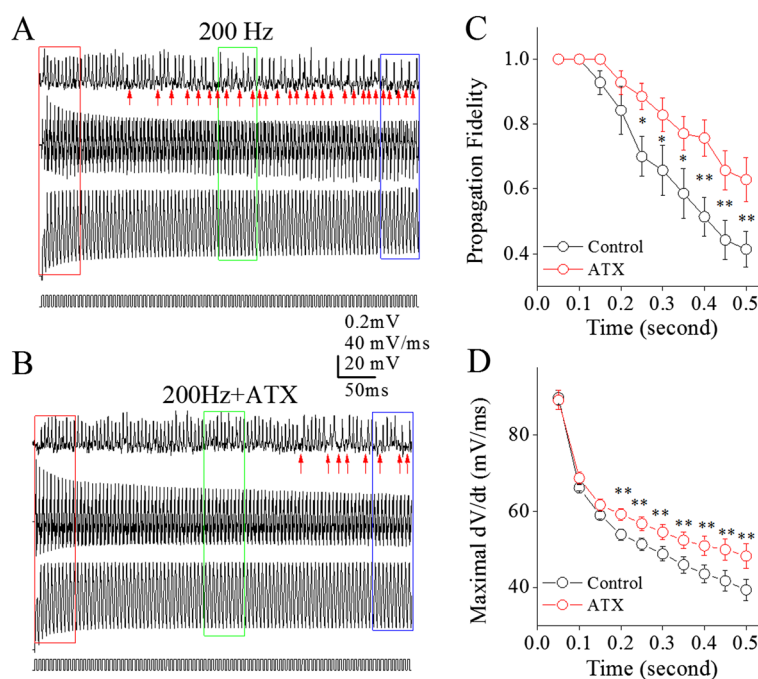 A
200 Hz
0.2mV
40 mV/ms
20 mV
50ms
B
200Hz+ATX
C
Propagation Fidelity
1.0
0.8
0.6
0.4
*
*
*
**
**
**
Control
ATX
0.0 0.1 0.2 0.3 0.4 0.5
Time (second)
D
Maximal dV/dt (mV/ms)
80
60
40
**
**
**
**
**
**
**
Control
ATX
0.0 0.1 0.2 0.3 0.4 0.5
Time (second)